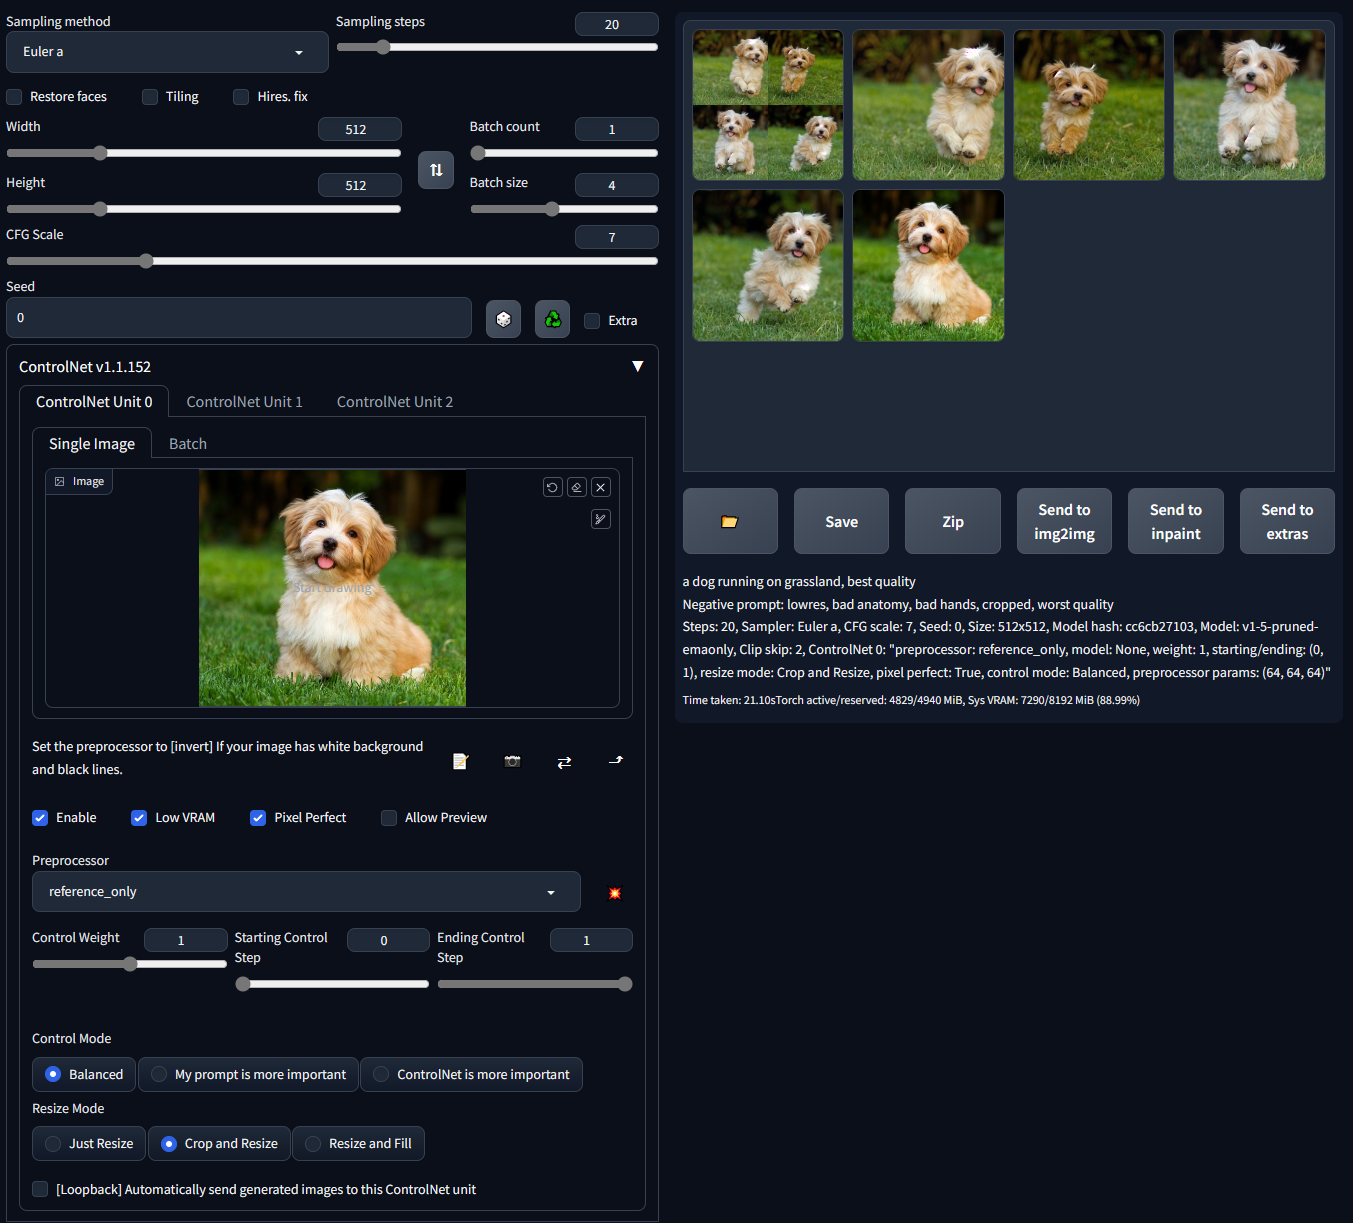 Sampling method
Euler a
Sampling steps
20
Restore faces
Tiling
Hires. fix
Width
512
Batch count
1
Height
512
Batch size
4
CFG Scale
7
Seed
0
Extra
ControlNet v1.1.152
ControlNet Unit 0
ControlNet Unit 1
ControlNet Unit 2
Single Image
Batch
Image
Start drawing
Set the preprocessor to [invert] If your image has white background
and black lines.
Enable
Low VRAM
Pixel Perfect
Allow Preview
Preprocessor
reference_only
Control Weight
1
Starting Control
Step
0
Ending Control
Step
1
Control Mode
Balanced
My prompt is more important
ControlNet is more important
Resize Mode
Just Resize
Crop and Resize
Resize and Fill
[Loopback] Automatically send generated images to this ControlNet unit
Save
Zip
Send to
img2img
Send to
inpaint
Send to
extras
a dog running on grassland, best quality
Negative prompt: lowres, bad anatomy, bad hands, cropped, worst quality
Steps: 20, Sampler: Euler a, CFG scale: 7, Seed: 0, Size: 512x512, Model hash: cc6cb27103, Model: v1-5-pruned-
emaonly, Clip skip: 2, ControlNet 0: "preprocessor: reference_only, model: None, weight: 1, starting/ending: (0,
1), resize mode: Crop and Resize, pixel perfect: True, control mode: Balanced, preprocessor params: (64, 64, 64)"
Time taken: 21.10sTorch active/reserved: 4829/4940 MiB, Sys VRAM: 7290/8192 MiB (88.99%)